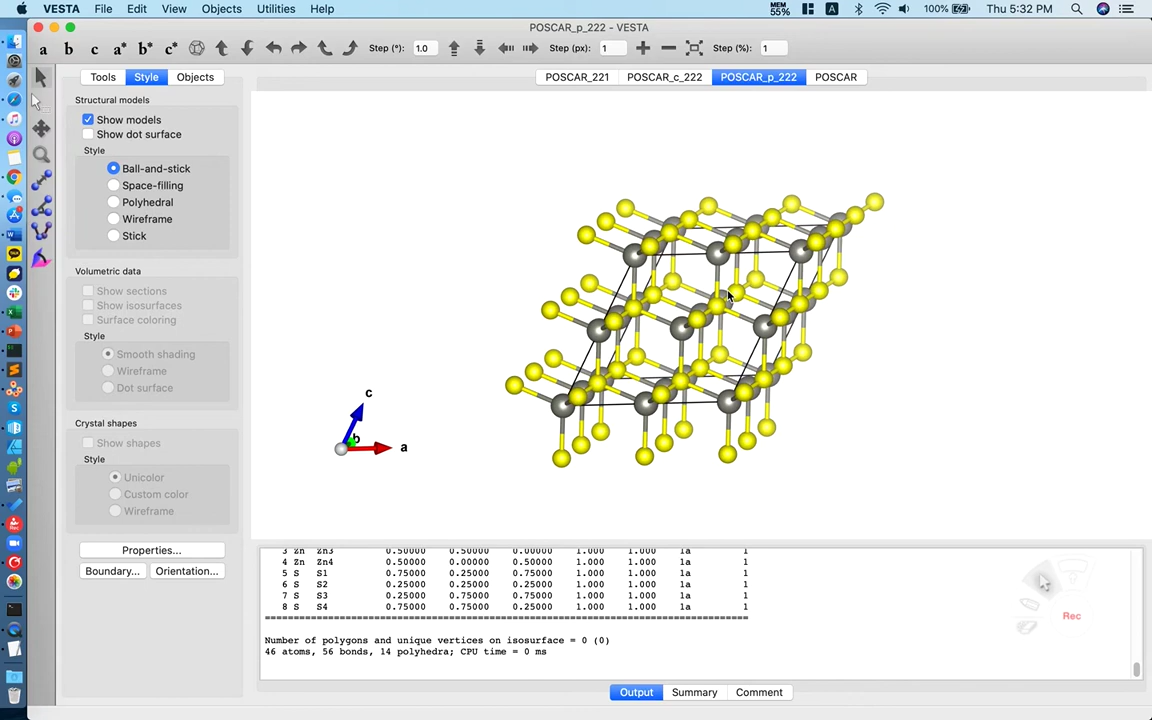 VESTA File Edit View Objects Utilities Help MEM 55% A 100% Thu 5:32 PM
POSCAR_p_222 - VESTA
a b c a* b* c* Step (°): 1.0 Step (px): 1 Step (%): 1
Tools Style Objects
POSCAR_221 POSCAR_c_222 POSCAR_p_222 POSCAR
Structural models
Show models
Show dot surface
Style
Ball-and-stick
Space-filling
Polyhedral
Wireframe
Stick
Volumetric data
Show sections
Show isosurfaces
Surface coloring
Style
Smooth shading
Wireframe
Dot surface
Crystal shapes
Show shapes
Style
Unicolor
Custom color
Wireframe
Properties...
Boundary... Orientation...
c
b
a
3 Zn Zn3 0.50000 0.50000 0.00000 1.000 1.000 1a 1
4 Zn Zn4 0.50000 0.00000 0.50000 1.000 1.000 1a 1
5 S S1 0.75000 0.25000 0.75000 1.000 1.000 1a 1
6 S S2 0.25000 0.25000 0.25000 1.000 1.000 1a 1
7 S S3 0.25000 0.75000 0.75000 1.000 1.000 1a 1
8 S S4 0.75000 0.75000 0.25000 1.000 1.000 1a 1
Number of polygons and unique vertices on isosurface = 0 (0)
46 atoms, 56 bonds, 14 polyhedra; CPU time = 0 ms
Rec
Output Summary Comment